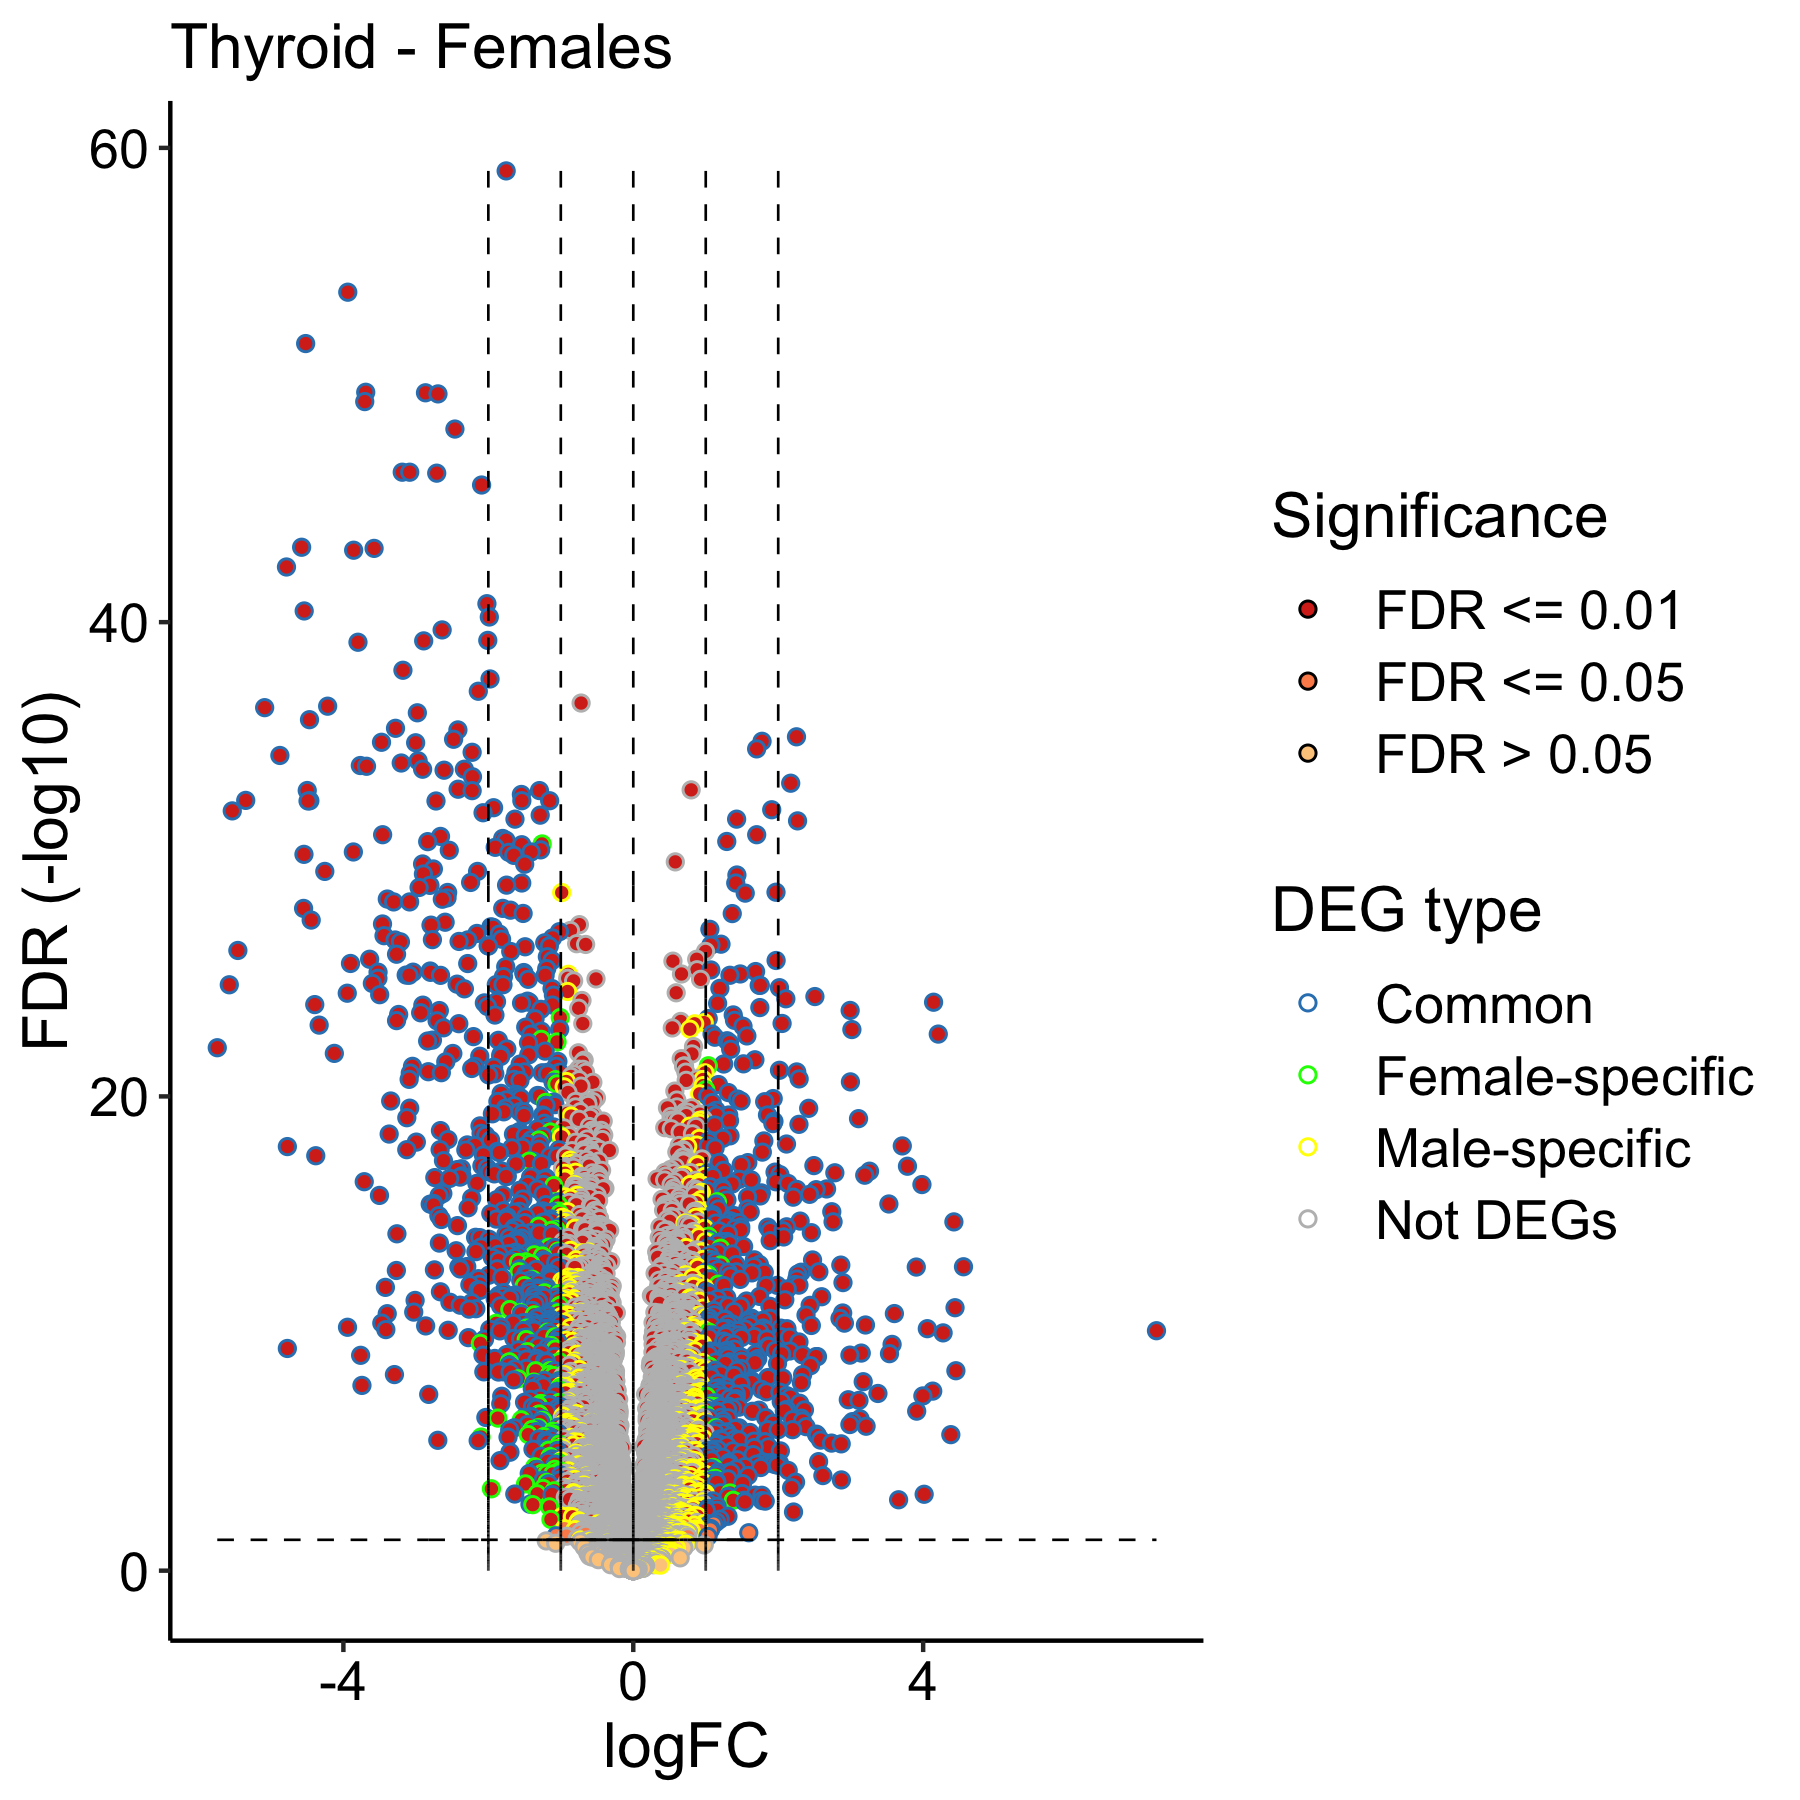 Thyroid - Females
60
40
20
0
FDR (-log10)
-4
0
4
logFC
Significance
FDR <= 0.01
FDR <= 0.05
FDR > 0.05
DEG type
Common
Female-specific
Male-specific
Not DEGs